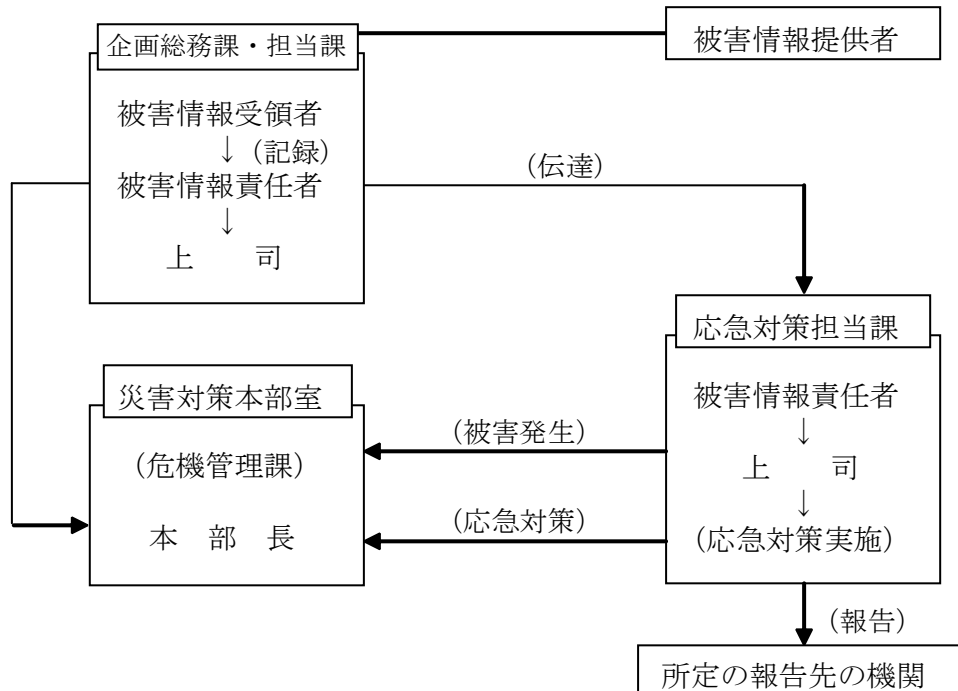 企画総務課・担当課
被害情報提供者
被害情報受領者
↓（記録）
被害情報責任者
↓
上　　司
（伝達）
応急対策担当課
被害情報責任者
↓
上　　司
↓
（応急対策実施）
災害対策本部室
（危機管理課）
本　部　長
（被害発生）
（応急対策）
（報告）
所定の報告先の機関